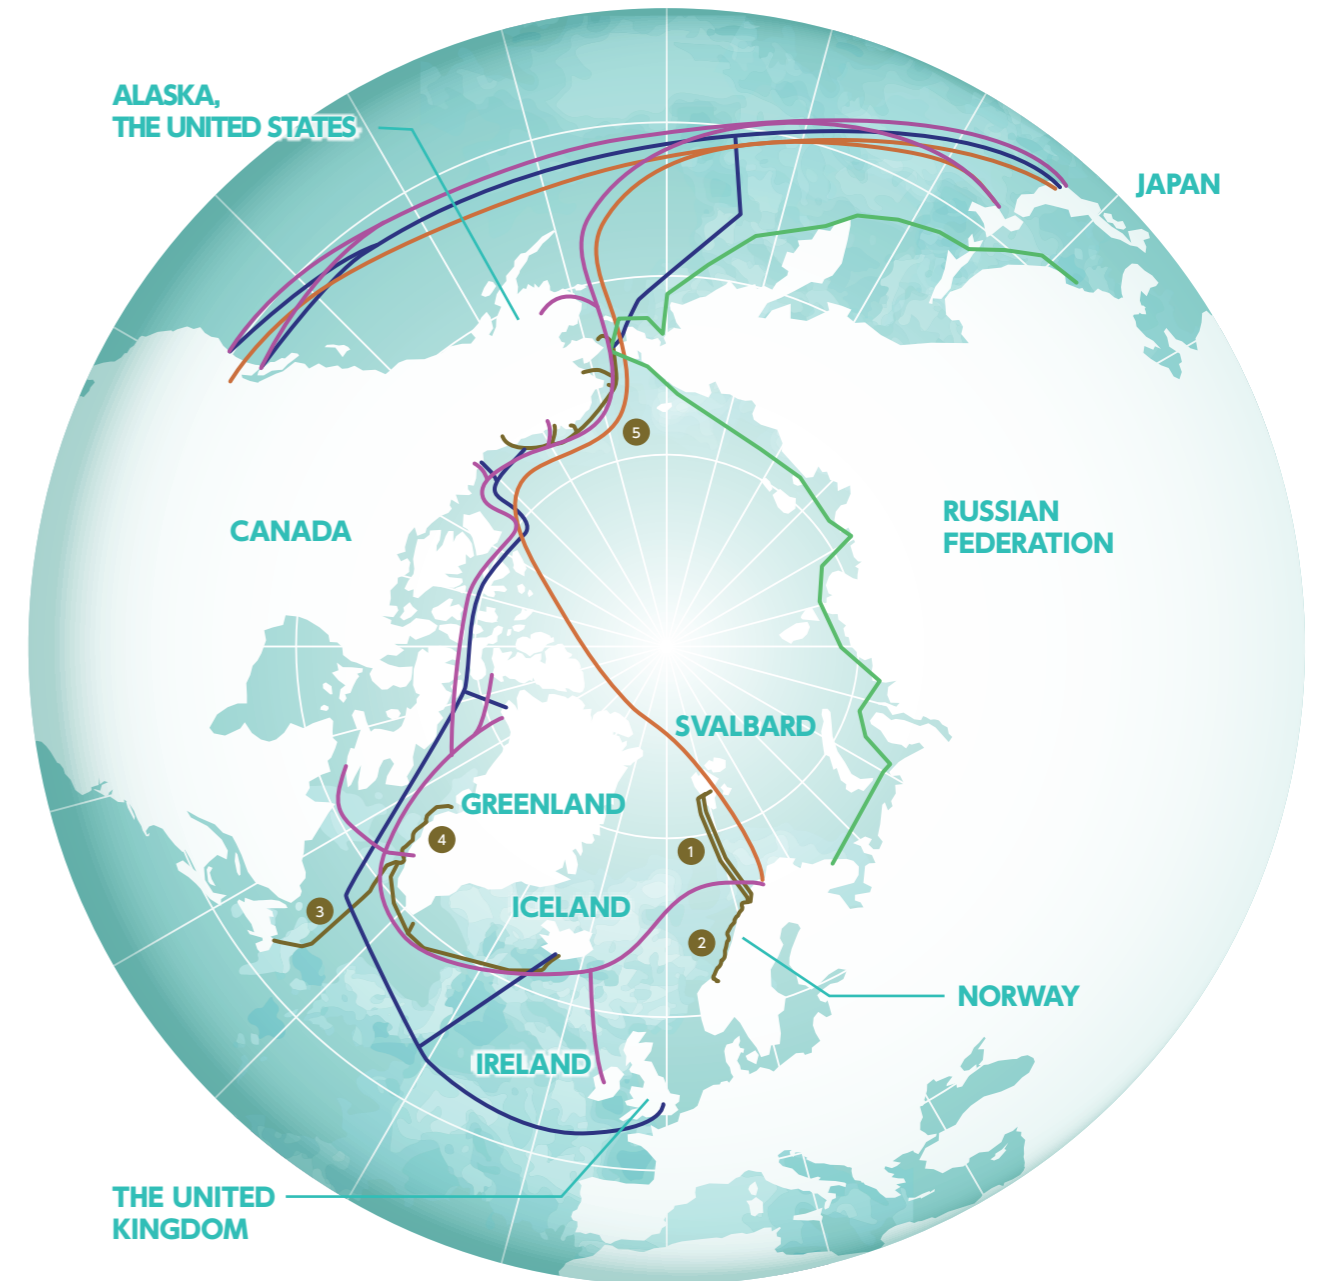 ALASKA,
THE UNITED STATES
JAPAN
5
CANADA
RUSSIAN
FEDERATION
SVALBARD
GREENLAND
4
1
3
ICELAND
2
NORWAY
IRELAND
THE UNITED
KINGDOM